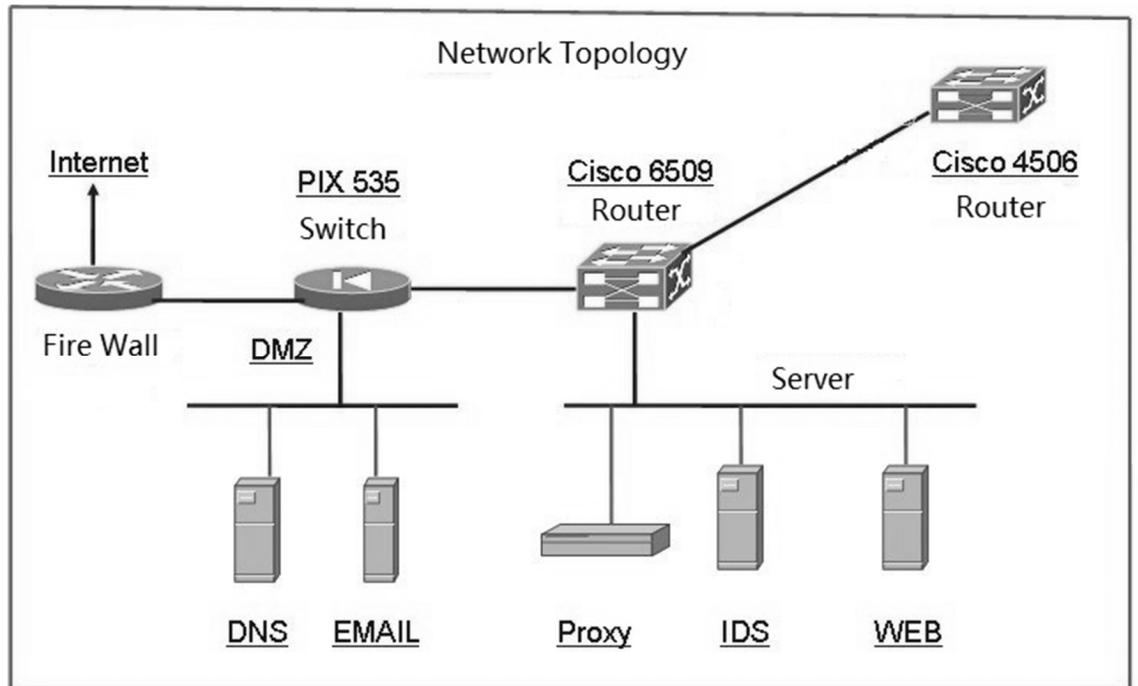 Network Topology
Internet
PIX 535
Switch
Cisco 6509
Router
Cisco 4506
Router
Fire Wall
DMZ
Server
DNS
EMAIL
Proxy
IDS
WEB